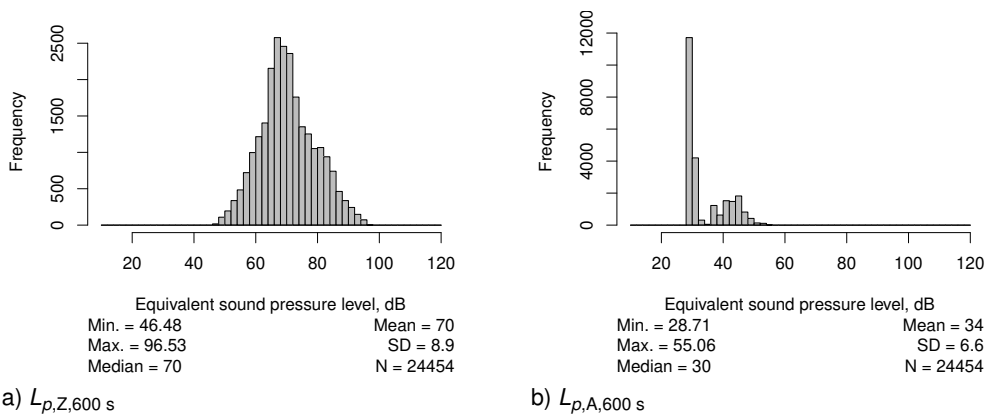 Frequency
2500
1500
500
0
20 40 60 80 100 120
Equivalent sound pressure level, dB
Min. = 46.48 Mean = 70
Max. = 96.53 SD = 8.9
Median = 70 N = 24454
a) Lp,Z,600 s
Frequency
12000
8000
4000
0
20 40 60 80 100 120
Equivalent sound pressure level, dB
Min. = 28.71 Mean = 34
Max. = 55.06 SD = 6.6
Median = 30 N = 24454
b) Lp,A,600 s